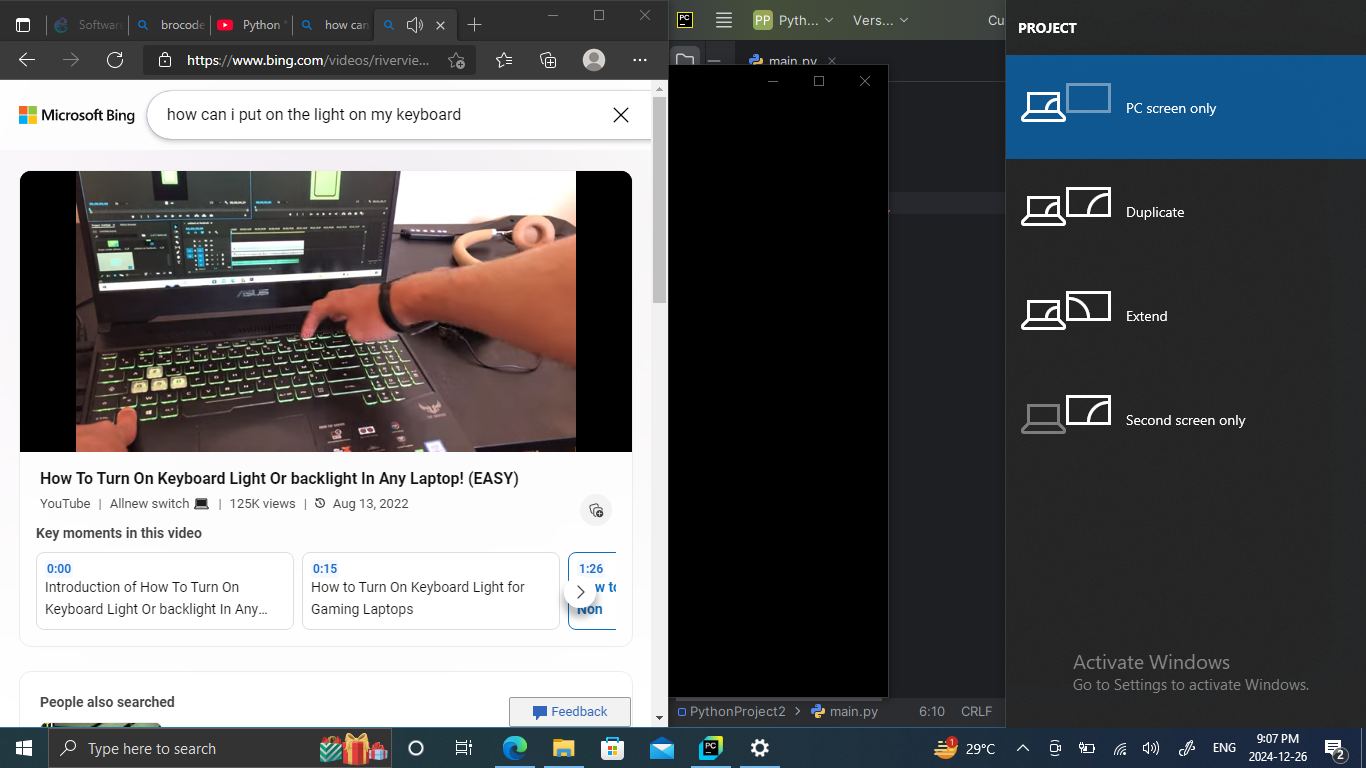 Softwar
brocode
Python
how can
https://www.bing.com/videos/rivervie...
Microsoft Bing
how can i put on the light on my keyboard
ASUS
How To Turn On Keyboard Light Or backlight In Any Laptop! (EASY)
YouTube | Allnew switch | 125K views | Aug 13, 2022
Key moments in this video
0:00
Introduction of How To Turn On
Keyboard Light Or backlight In Any...
0:15
How to Turn On Keyboard Light for
Gaming Laptops
1:26
Non
People also searched
Feedback
PC
PP Pyth... Vers... Cu
main.py
PythonProject2 > main.py 6:10 CRLF
PROJECT
PC screen only
Duplicate
Extend
Second screen only
Activate Windows
Go to Settings to activate Windows.
Type here to search
PC
1
29°C
ENG
9:07 PM
2024-12-26
2